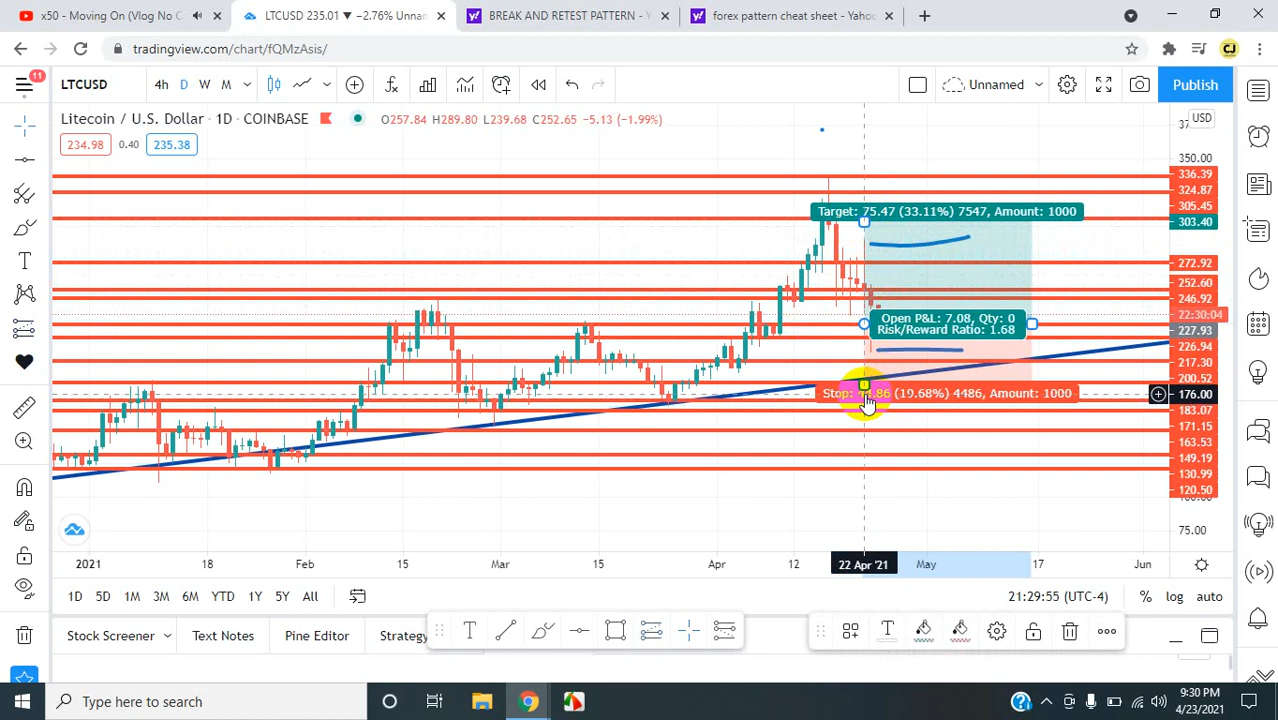 x50 - Moving On (Vlog No C
LTCUSD 235.01 ▼ −2.76% Unnam
BREAK AND RETEST PATTERN - Y
forex pattern cheat sheet - Yahoo
CJ
tradingview.com/chart/fQMzAsis/
11
LTCUSD
4h D W M
Unnamed
Publish
Litecoin / U.S. Dollar · 1D · COINBASE
O257.84 H289.80 L239.68 C252.65 −5.13 (−1.99%)
USD
234.98 0.40 235.38
350.00
336.39
324.87
305.45
303.40
272.92
252.60
246.92
22:30:04
227.93
226.94
217.30
200.52
176.00
183.07
171.15
163.53
149.19
130.99
120.50
75.00
Target: 75.47 (33.11%) 7547, Amount: 1000
Open P&L: 7.08, Qty: 0
Risk/Reward Ratio: 1.68
Stop: .86 (19.68%) 4486, Amount: 1000
2021 18 Feb 15 Mar 15 Apr 12 22 Apr '21 May 17 Jun
1D 5D 1M 3M 6M YTD 1Y 5Y All
21:29:55 (UTC-4) % log auto
Stock Screener Text Notes Pine Editor Strategy
Type here to search
9:30 PM
4/23/2021